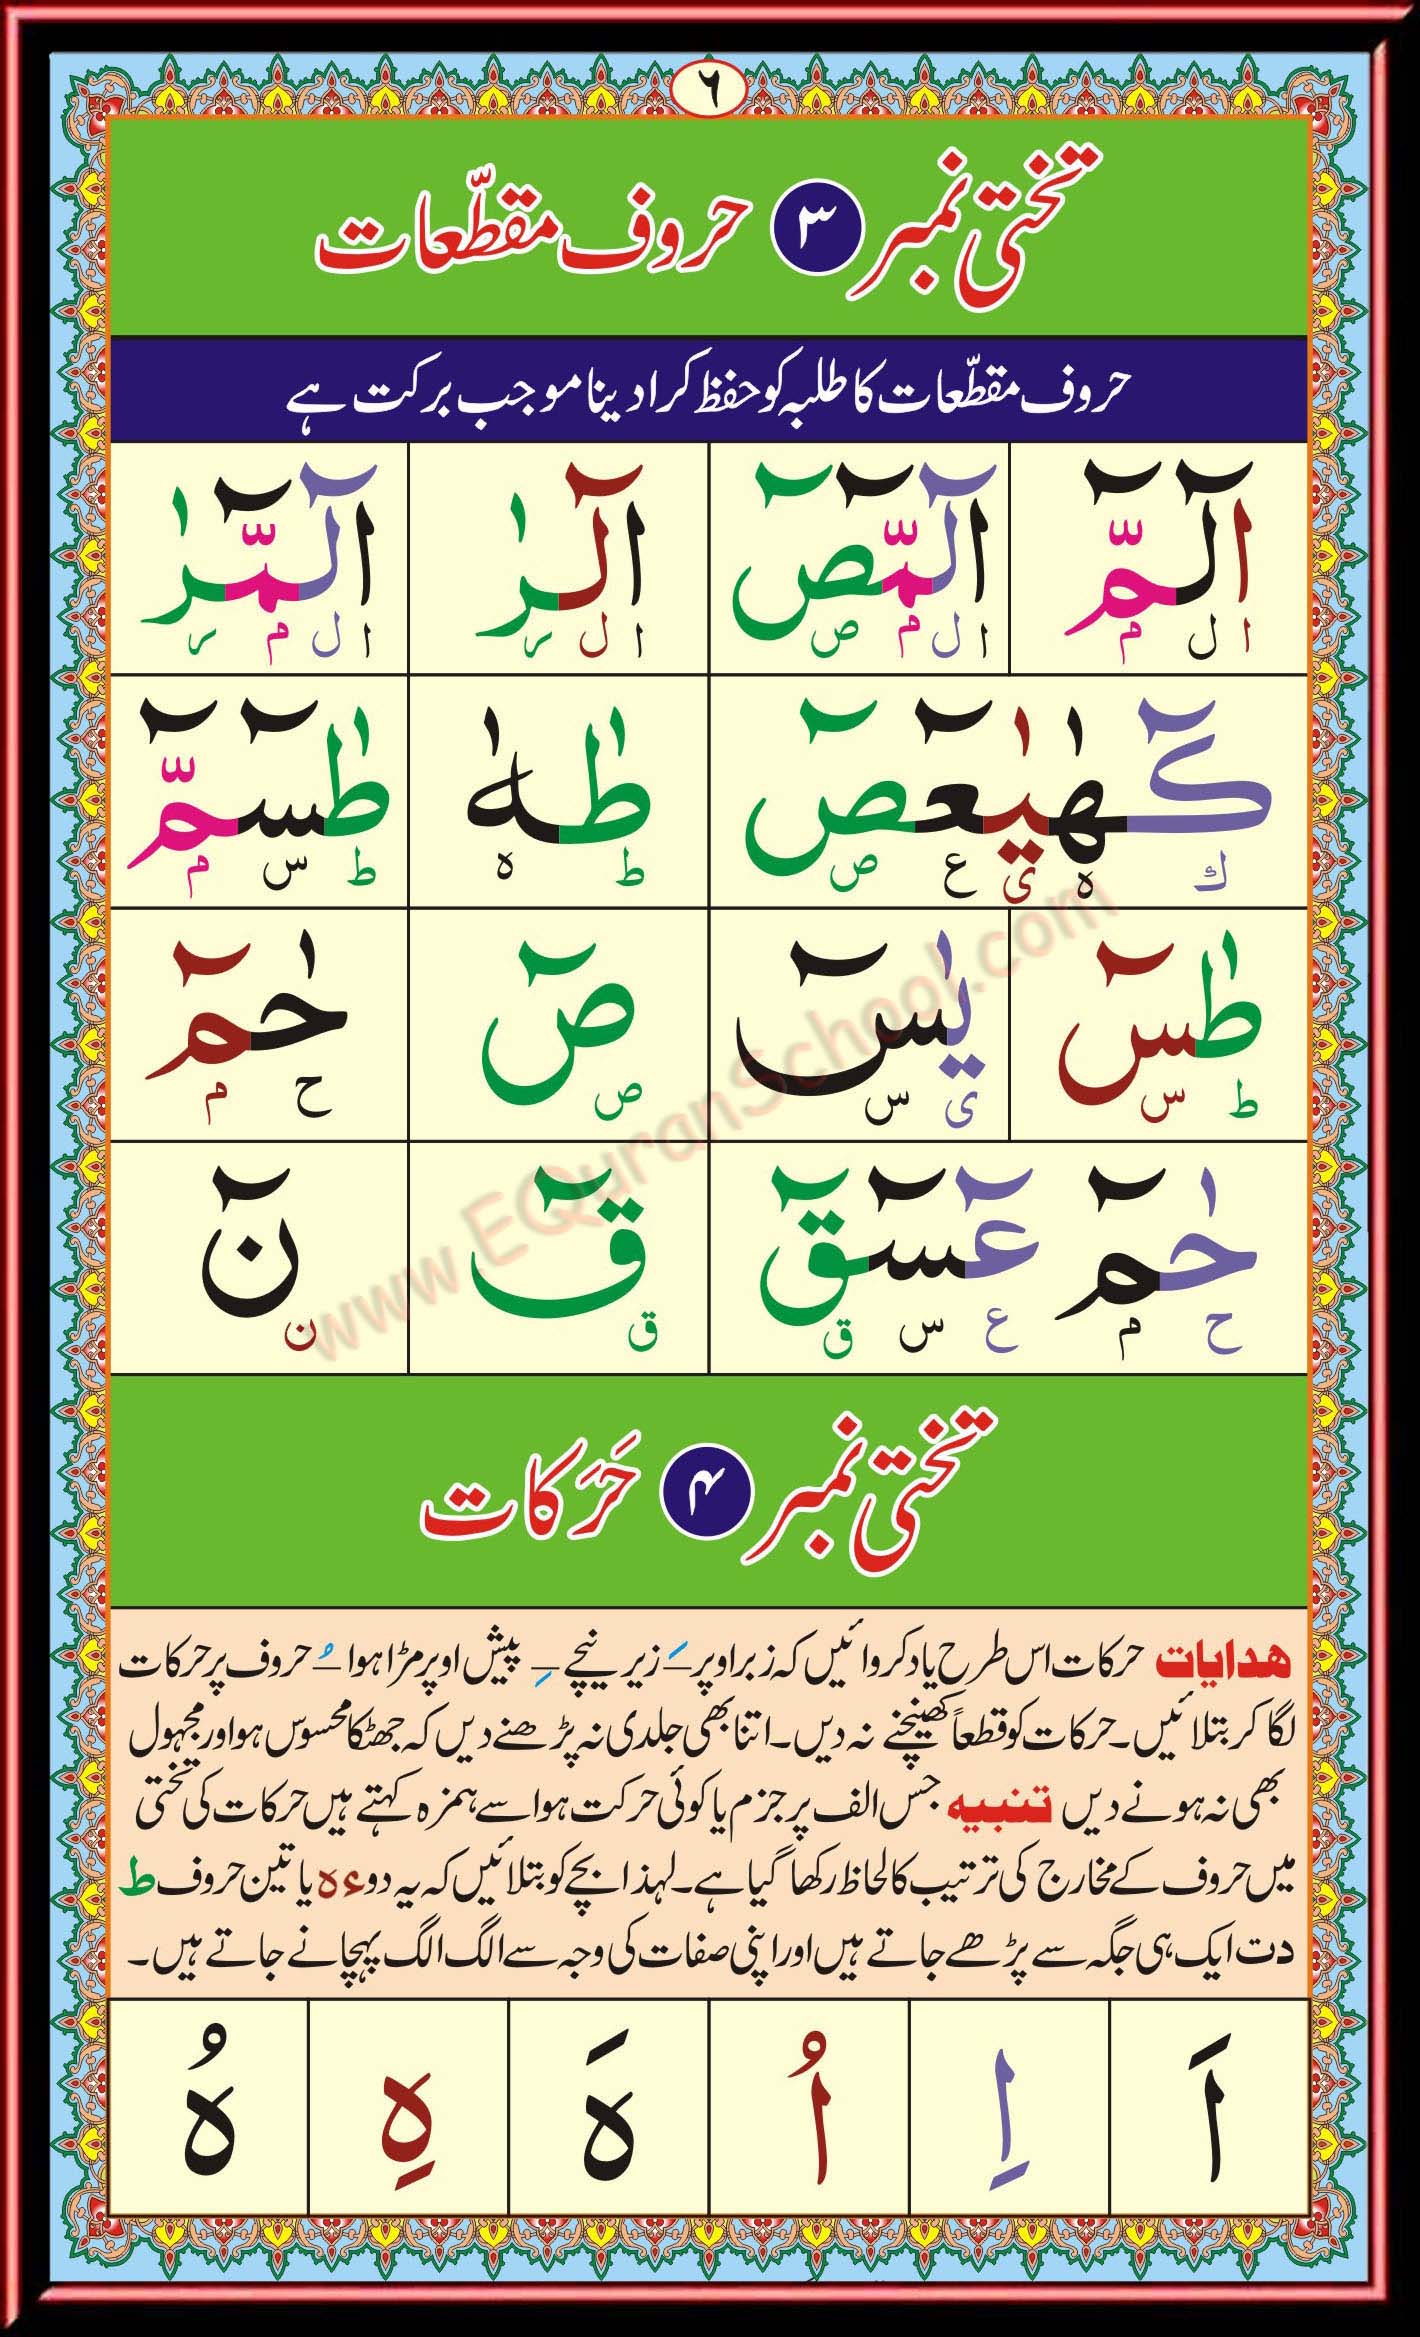 ۶
تختی نمبر ۳ حروف مقطّعات
حروف مقطّعات کا طلبہ کو حفظ کرا دینا موجب برکت ہے
الٓمّٓ الٓمّٓصٓ الٓرٰ الٓمّٓرٰ
ا ل م ا ل م ص ا ل ر ا ل م ر
كٓهٰيٰعٓصٓ طٰهٰ طٰسٓمّٓ
ك ه ي ع ص ط ه ط س م
طٰسٓ يٰسٓ صٓ حٰمٓ
ط س ي س ص ح م
حٰمٓ عٓسٓقٓ قٓ نٓ
ح م ع س ق ق ن
www.EQuranSchool.com
تختی نمبر ۴ حَرَکات
ھدایات حرکات اس طرح یاد کروائیں کہ زبر اوپر ـَ زیر نیچے ـِ پیش اوپر مڑا ہوا ـُ حروف پر حرکات
لگا کر بتلائیں۔ حرکات کو قطعاً کھینچنے نہ دیں۔ اتنا بھی جلدی نہ پڑھنے دیں کہ جھٹکا محسوس ہو اور مجہول
بھی نہ ہونے دیں تنبیہ جس الف پر جزم یا کوئی حرکت ہو اسے ہمزہ کہتے ہیں حرکات کی تختی
میں حروف کے مخارج کی ترتیب کا لحاظ رکھا گیا ہے۔ لہذا بچے کو بتلائیں کہ یہ دو ء ہ یا تین حروف ط
د ت ایک ہی جگہ سے پڑھے جاتے ہیں اور اپنی صفات کی وجہ سے الگ الگ پہچانے جاتے ہیں۔
اَ اِ اُ هَ هِ هُ